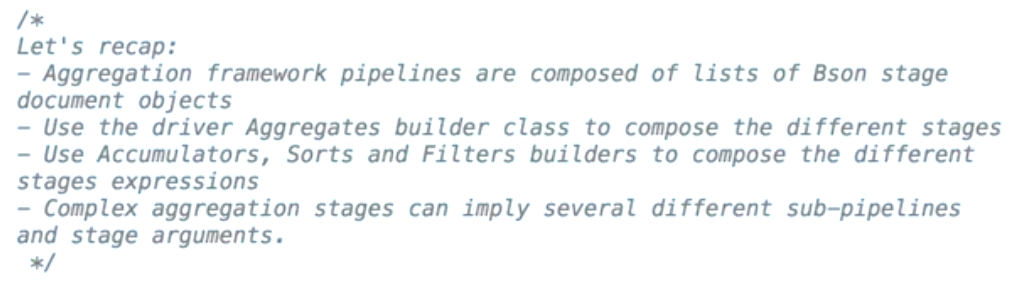 /*
Let's recap:
- Aggregation framework pipelines are composed of lists of Bson stage
document objects
- Use the driver Aggregates builder class to compose the different stages
- Use Accumulators, Sorts and Filters builders to compose the different
stages expressions
- Complex aggregation stages can imply several different sub-pipelines
and stage arguments.
*/